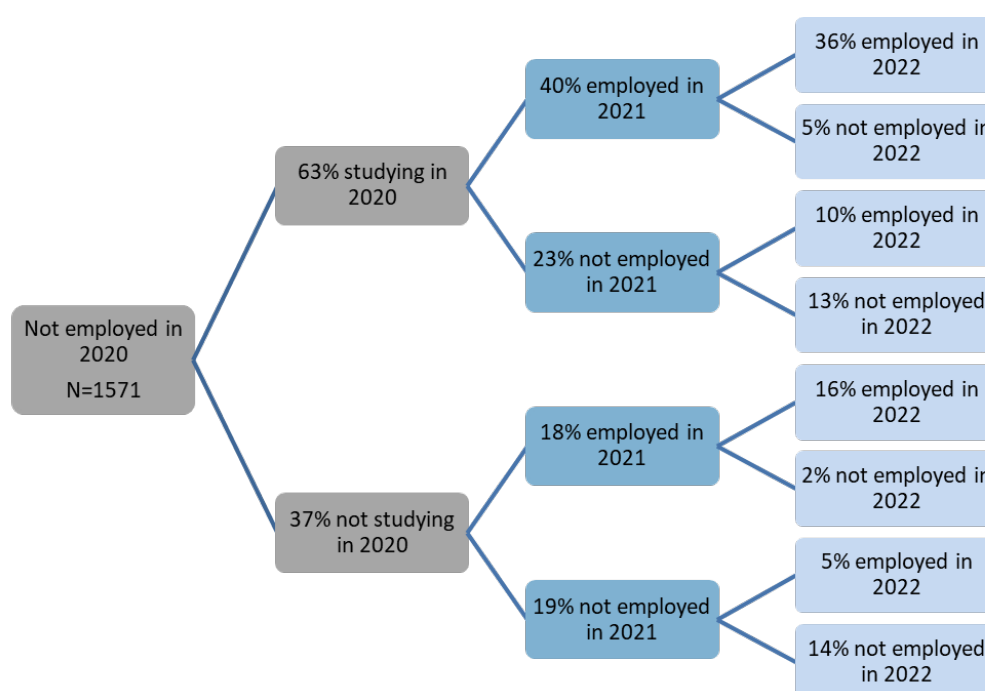 Not employed in
2020
N=1571
63% studying in
2020
37% not studying
in 2020
40% employed in
2021
23% not employed
in 2021
18% employed in
2021
19% not employed
in 2021
36% employed in
2022
5% not employed in
2022
10% employed in
2022
13% not employed
in 2022
16% employed in
2022
2% not employed in
2022
5% employed in
2022
14% not employed
in 2022